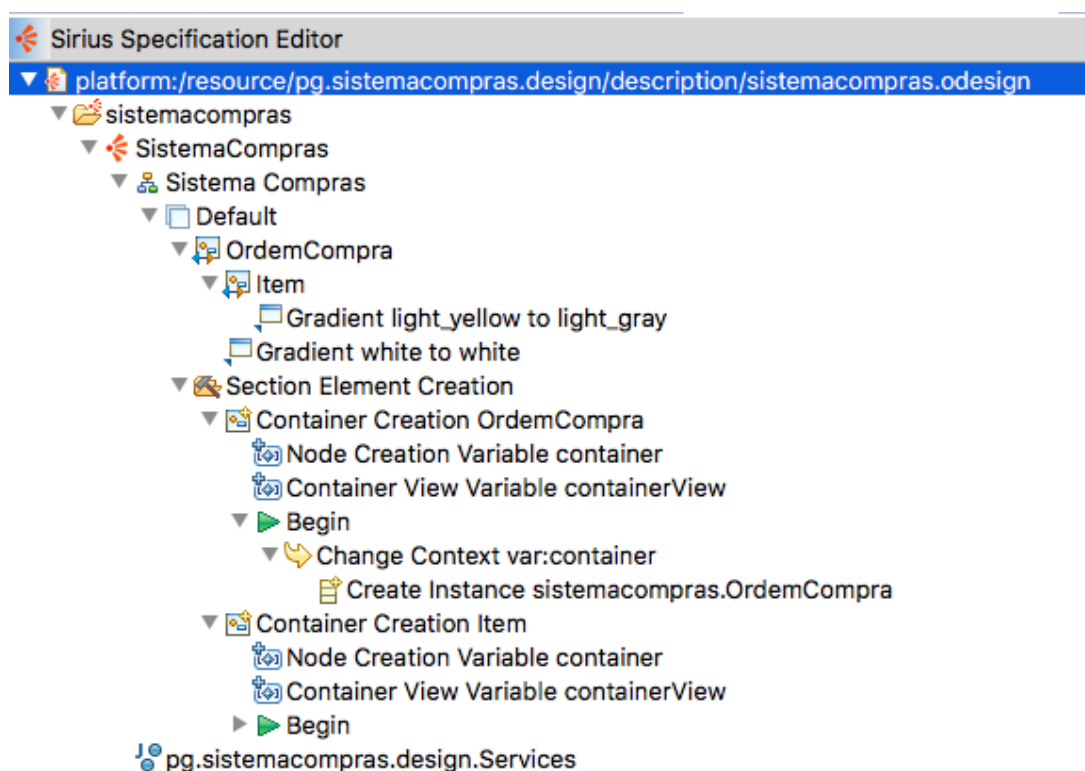 Sirius Specification Editor
platform:/resource/pg.sistemacompras.design/description/sistemacompras.odesign
sistemacompras
SistemaCompras
Sistema Compras
Default
OrdemCompra
Item
Gradient light_yellow to light_gray
Gradient white to white
Section Element Creation
Container Creation OrdemCompra
Node Creation Variable container
Container View Variable containerView
Begin
Change Context var:container
Create Instance sistemacompras.OrdemCompra
Container Creation Item
Node Creation Variable container
Container View Variable containerView
Begin
pg.sistemacompras.design.Services